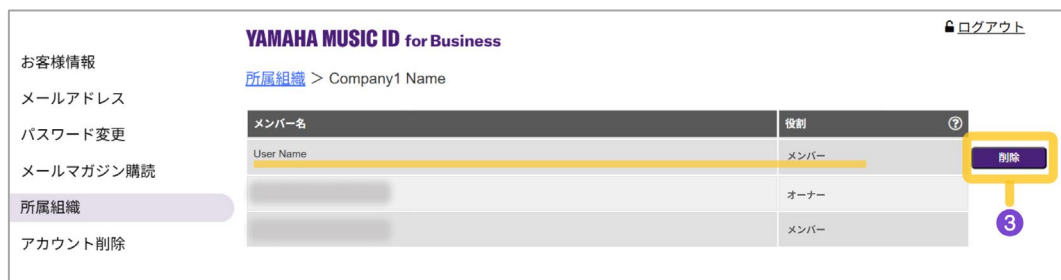 ログアウト
YAMAHA MUSIC ID for Business
所属組織 > Company1 Name
お客様情報
メールアドレス
パスワード変更
メールマガジン購読
所属組織
アカウント削除
メンバー名 役割 ?
User Name メンバー 削除
オーナー
メンバー
3